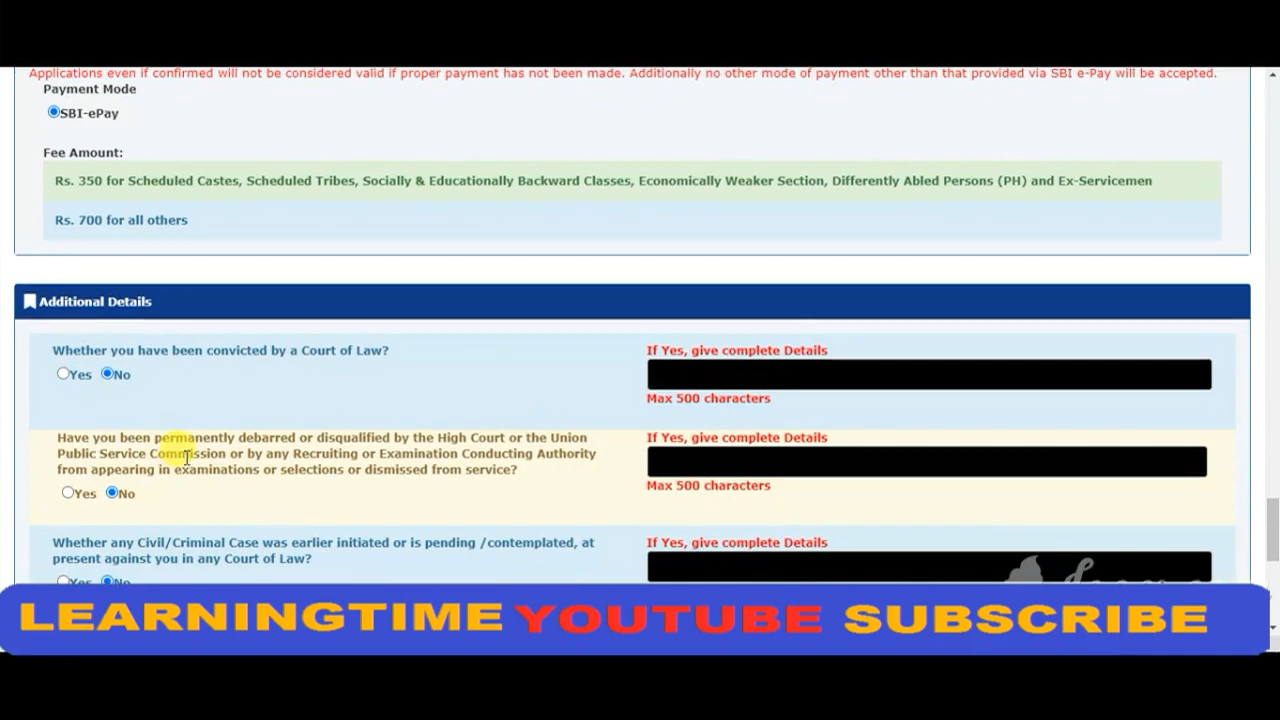 Applications even if confirmed will not be considered valid if proper payment has not been made. Additionally no other mode of payment other than that provided via SBI e-Pay will be accepted.
Payment Mode
SBI-ePay
Fee Amount:
Rs. 350 for Scheduled Castes, Scheduled Tribes, Socially & Educationally Backward Classes, Economically Weaker Section, Differently Abled Persons (PH) and Ex-Servicemen
Rs. 700 for all others
Additional Details
Whether you have been convicted by a Court of Law?
Yes No
If Yes, give complete Details
Max 500 characters
Have you been permanently debarred or disqualified by the High Court or the Union
Public Service Commission or by any Recruiting or Examination Conducting Authority
from appearing in examinations or selections or dismissed from service?
Yes No
If Yes, give complete Details
Max 500 characters
Whether any Civil/Criminal Case was earlier initiated or is pending /contemplated, at
present against you in any Court of Law?
Yes No
If Yes, give complete Details
LEARNINGTIME YOUTUBE SUBSCRIBE